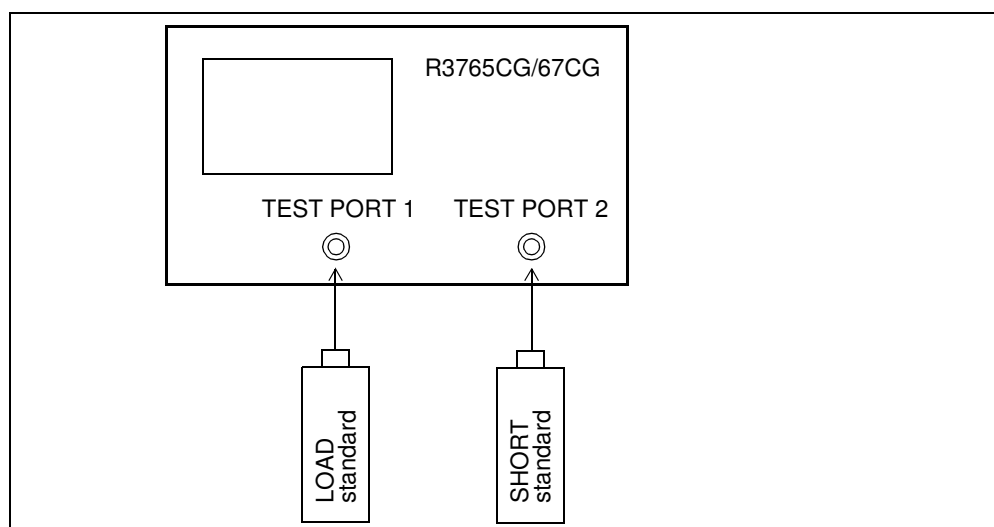 R3765CG/67CG
TEST PORT 1
TEST PORT 2
LOAD
standard
SHORT
standard